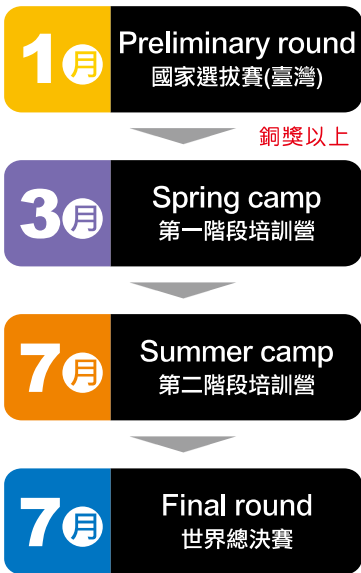 1月
Preliminary round
國家選拔賽(臺灣)
銅獎以上
3月
Spring camp
第一階段培訓營
7月
Summer camp
第二階段培訓營
7月
Final round
世界總決賽